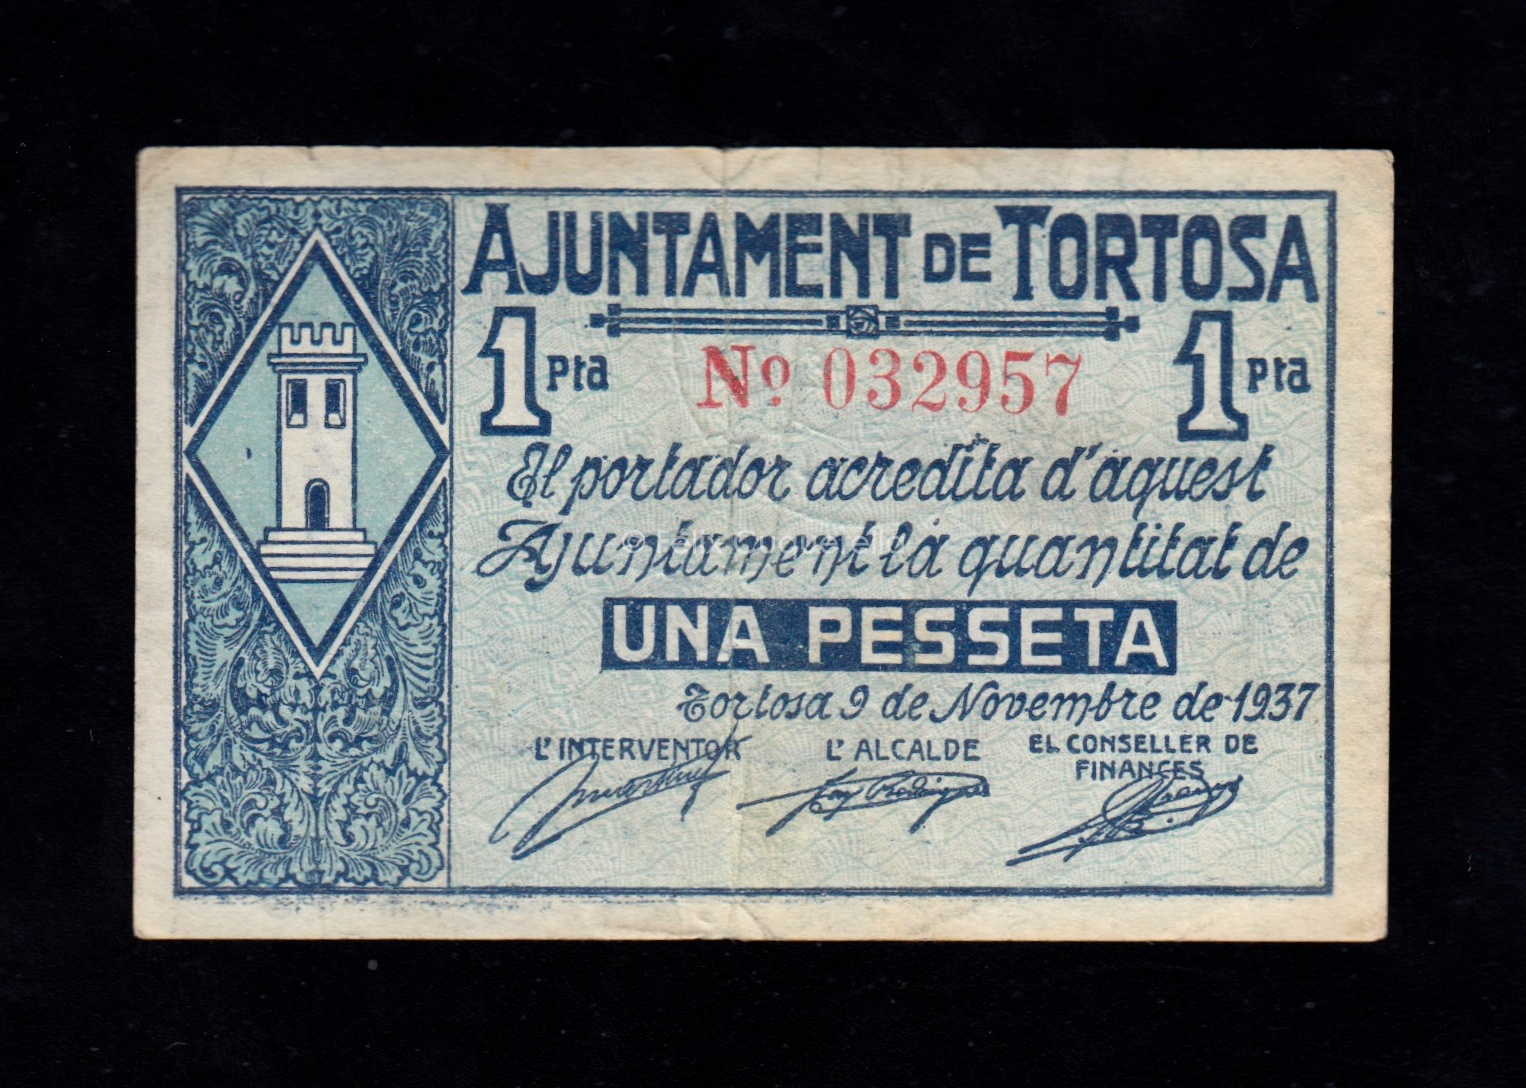 AJUNTAMENT DE TORTOSA
1 Pta Nº 032957 1 Pta
El portador acredita d'aquest
Ajuntament la quantitat de
UNA PESSETA
Tortosa 9 de Novembre de 1937
L'INTERVENTOR L'ALCALDE EL CONSELLER DE
FINANCES